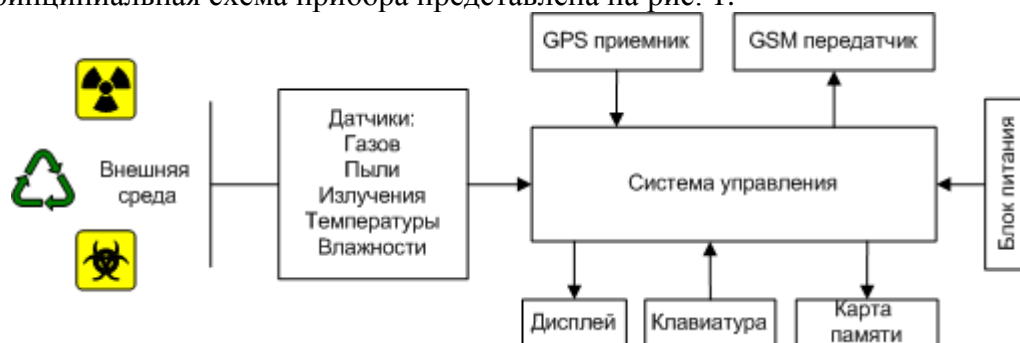 принципиальная схема прибора представлена на рис. 1.
GPS приемник
GSM передатчик
Датчики:
Газов
Пыли
Излучения
Температуры
Влажности
Внешняя
среда
Система управления
Блок питания
Дисплей
Клавиатура
Карта
памяти